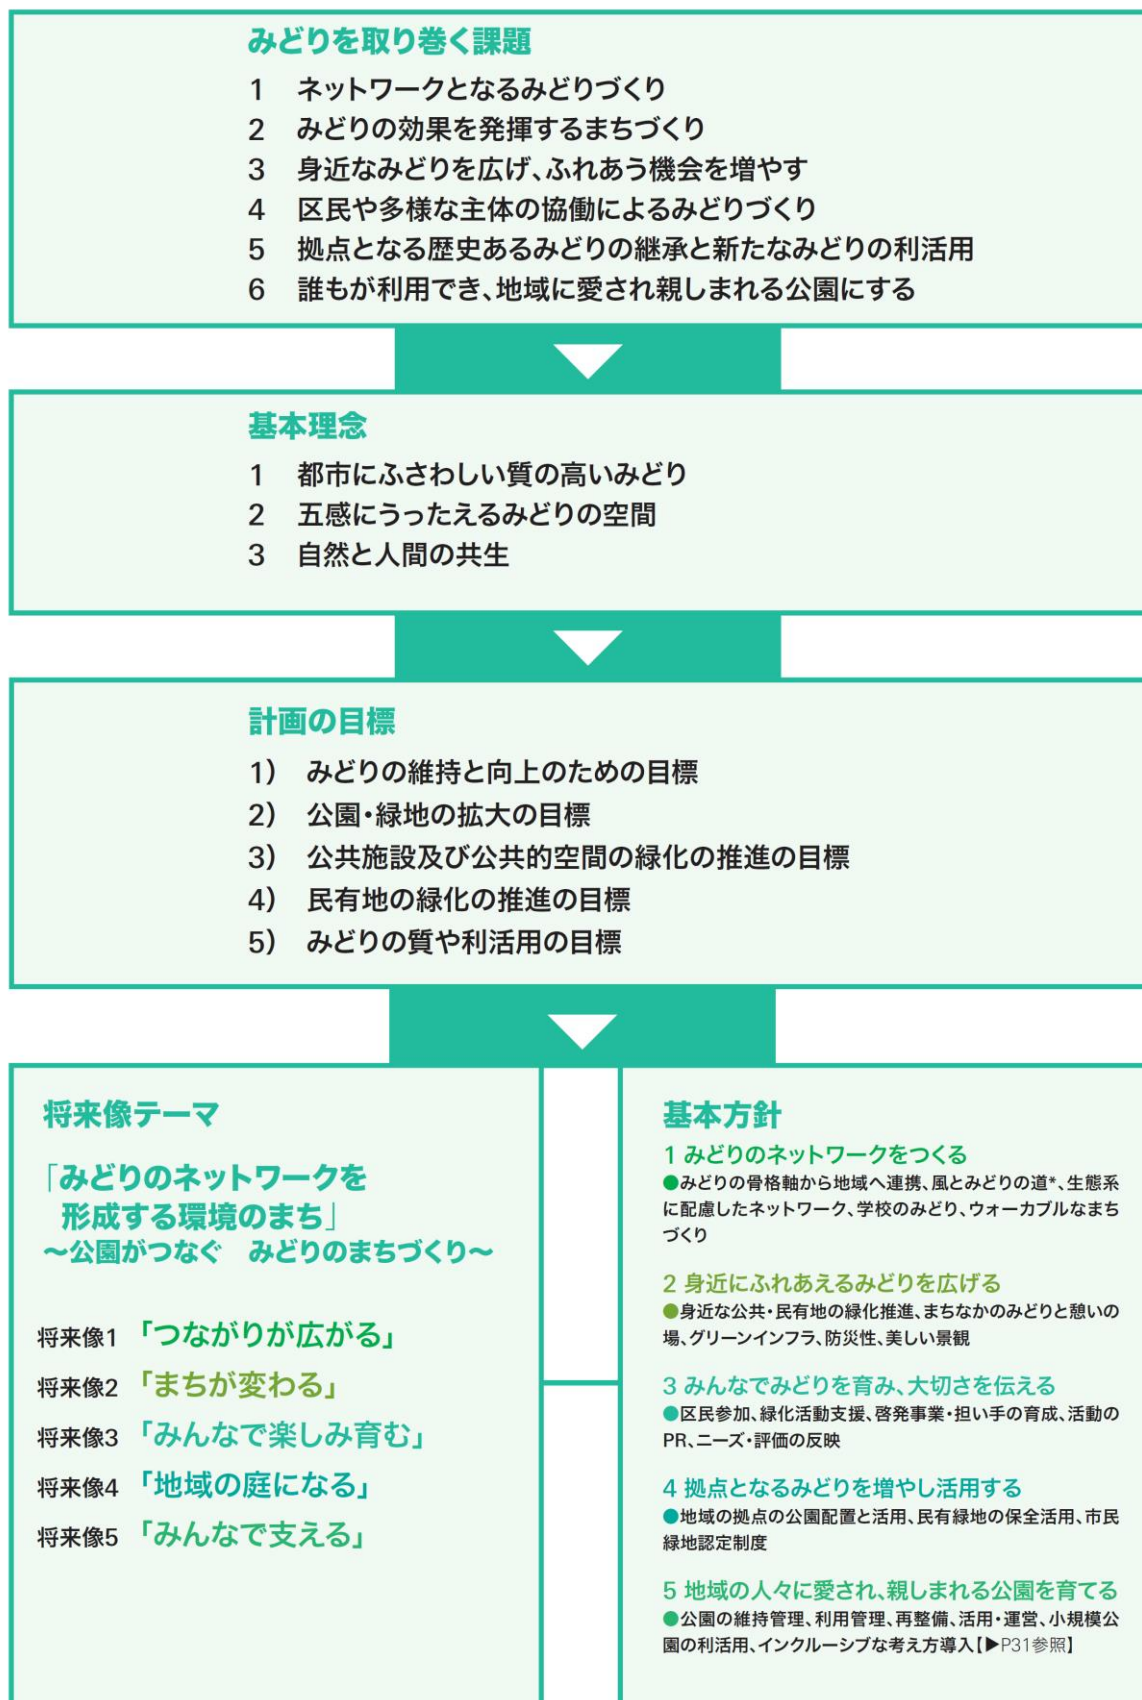 みどりを取り巻く課題
1 ネットワークとなるみどりづくり
2 みどりの効果を発揮するまちづくり
3 身近なみどりを広げ、ふれあう機会を増やす
4 区民や多様な主体の協働によるみどりづくり
5 拠点となる歴史あるみどりの継承と新たなみどりの利活用
6 誰もが利用でき、地域に愛され親しまれる公園にする
基本理念
1 都市にふさわしい質の高いみどり
2 五感にうったえるみどりの空間
3 自然と人間の共生
計画の目標
1) みどりの維持と向上のための目標
2) 公園・緑地の拡大の目標
3) 公共施設及び公共的空間の緑化の推進の目標
4) 民有地の緑化の推進の目標
5) みどりの質や利活用の目標
将来像テーマ
「みどりのネットワークを
形成する環境のまち」
〜公園がつなぐ みどりのまちづくり〜
将来像1 「つながりが広がる」
将来像2 「まちが変わる」
将来像3 「みんなで楽しみ育む」
将来像4 「地域の庭になる」
将来像5 「みんなで支える」
基本方針
1 みどりのネットワークをつくる
●みどりの骨格軸から地域へ連携、風とみどりの道*、生態系
に配慮したネットワーク、学校のみどり、ウォーカブルなまち
づくり
2 身近にふれあえるみどりを広げる
●身近な公共・民有地の緑化推進、まちなかのみどりと憩いの
場、グリーンインフラ、防災性、美しい景観
3 みんなでみどりを育み、大切さを伝える
●区民参加、緑化活動支援、啓発事業・担い手の育成、活動の
PR、ニーズ・評価の反映
4 拠点となるみどりを増やし活用する
●地域の拠点の公園配置と活用、民有緑地の保全活用、市民
緑地認定制度
5 地域の人々に愛され、親しまれる公園を育てる
●公園の維持管理、利用管理、再整備、活用・運営、小規模公
園の利活用、インクルーシブな考え方導入【▶P31参照】